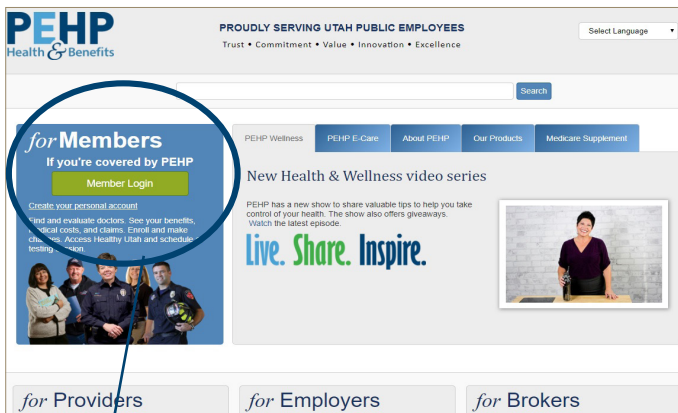 PEHP
Health & Benefits
PROUDLY SERVING UTAH PUBLIC EMPLOYEES
Trust • Commitment • Value • Innovation • Excellence
Select Language
Search
for Members
If you're covered by PEHP
Member Login
Create your personal account
Find and evaluate doctors. See your benefits,
medical costs, and claims. Enroll and make
changes. Access Healthy Utah and schedule
testing session.
PEHP Wellness
PEHP E-Care
About PEHP
Our Products
Medicare Supplement
New Health & Wellness video series
PEHP has a new show to share valuable tips to help you take
control of your health. The show also offers giveaways.
Watch the latest episode.
Live. Share. Inspire.
for Providers
for Employers
for Brokers